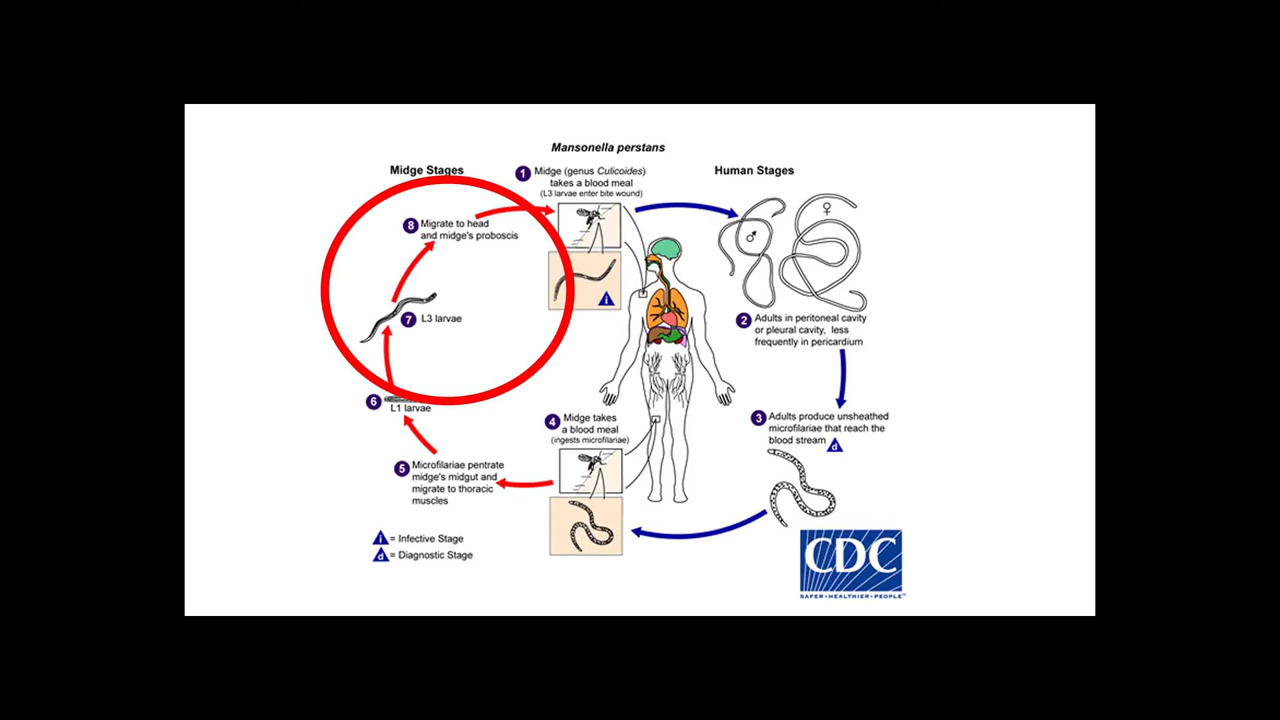 Mansonella perstans
Midge Stages
Human Stages
1 Midge (genus Culicoides)
takes a blood meal
(L3 larvae enter bite wound)
8 Migrate to head
and midge's proboscis
♂
♀
i
7 L3 larvae
2 Adults in peritoneal cavity
or pleural cavity, less
frequently in pericardium
6
L1 larvae
4 Midge takes
a blood meal
(ingests microfilariae)
3 Adults produce unsheathed
microfilariae that reach the
blood stream d
5 Microfilariae pentrate
midge's midgut and
migrate to thoracic
muscles
i = Infective Stage
d = Diagnostic Stage
CDC
SAFER•HEALTHIER•PEOPLE™